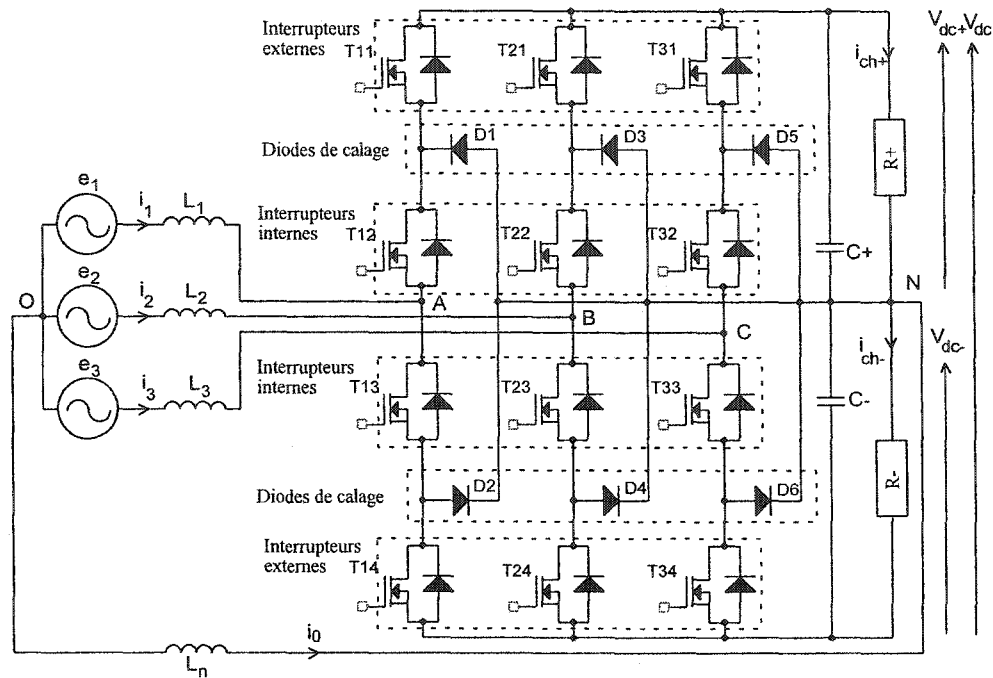 Interrupteurs
externes
T11
T21
T31
i_ch+
V_dc+
V_dc
Diodes de calage
D1
D3
D5
R+
e_1
i_1
L_1
Interrupteurs
internes
T12
T22
T32
C+
O
e_2
i_2
L_2
A
B
C
N
e_3
i_3
L_3
Interrupteurs
internes
T13
T23
T33
i_ch-
V_dc-
C-
Diodes de calage
D2
D4
D6
R-
Interrupteurs
externes
T14
T24
T34
L_n
i_0